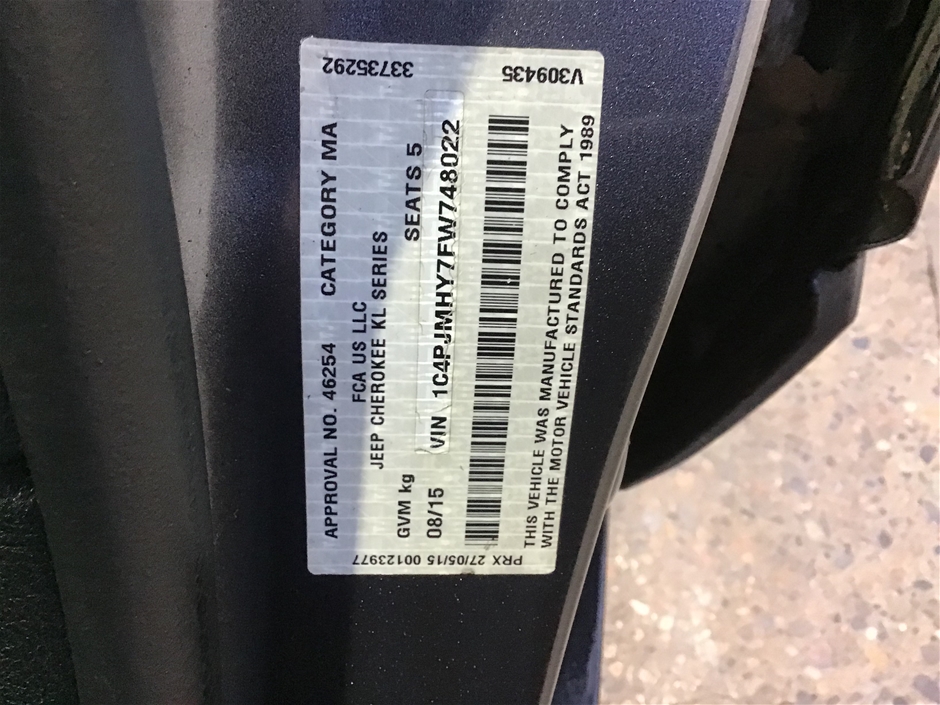 APPROVAL NO. 46254 CATEGORY MA
FCA US LLC
JEEP CHEROKEE KL SERIES
GVM kg SEATS 5
08/15 VIN 1C4PJMHY7FW748022
THIS VEHICLE WAS MANUFACTURED TO COMPLY
WITH THE MOTOR VEHICLE STANDARDS ACT 1989
33735292
V309435
PRX 27/05/15 00123977